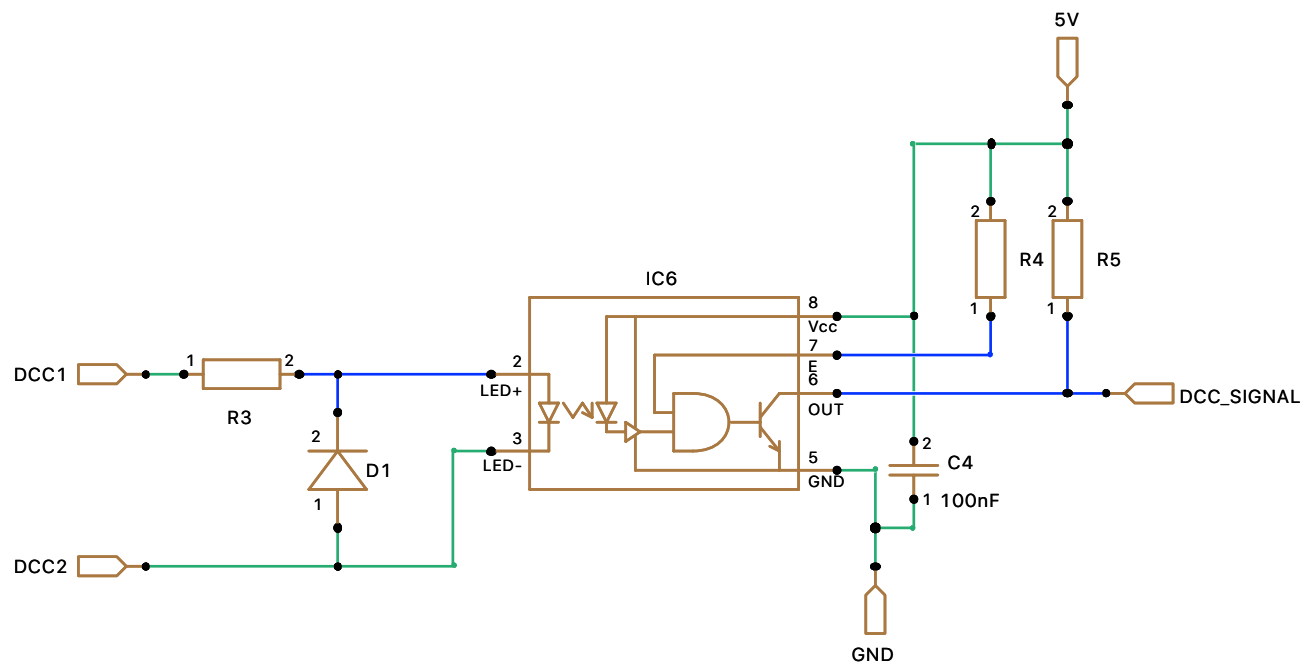 5V
2
2
R4
R5
IC6
1
1
8
Vcc
7
E
DCC1
1
2
R3
2
LED+
6
OUT
DCC_SIGNAL
2
D1
1
3
LED-
5
GND
2
C4
1
100nF
DCC2
GND